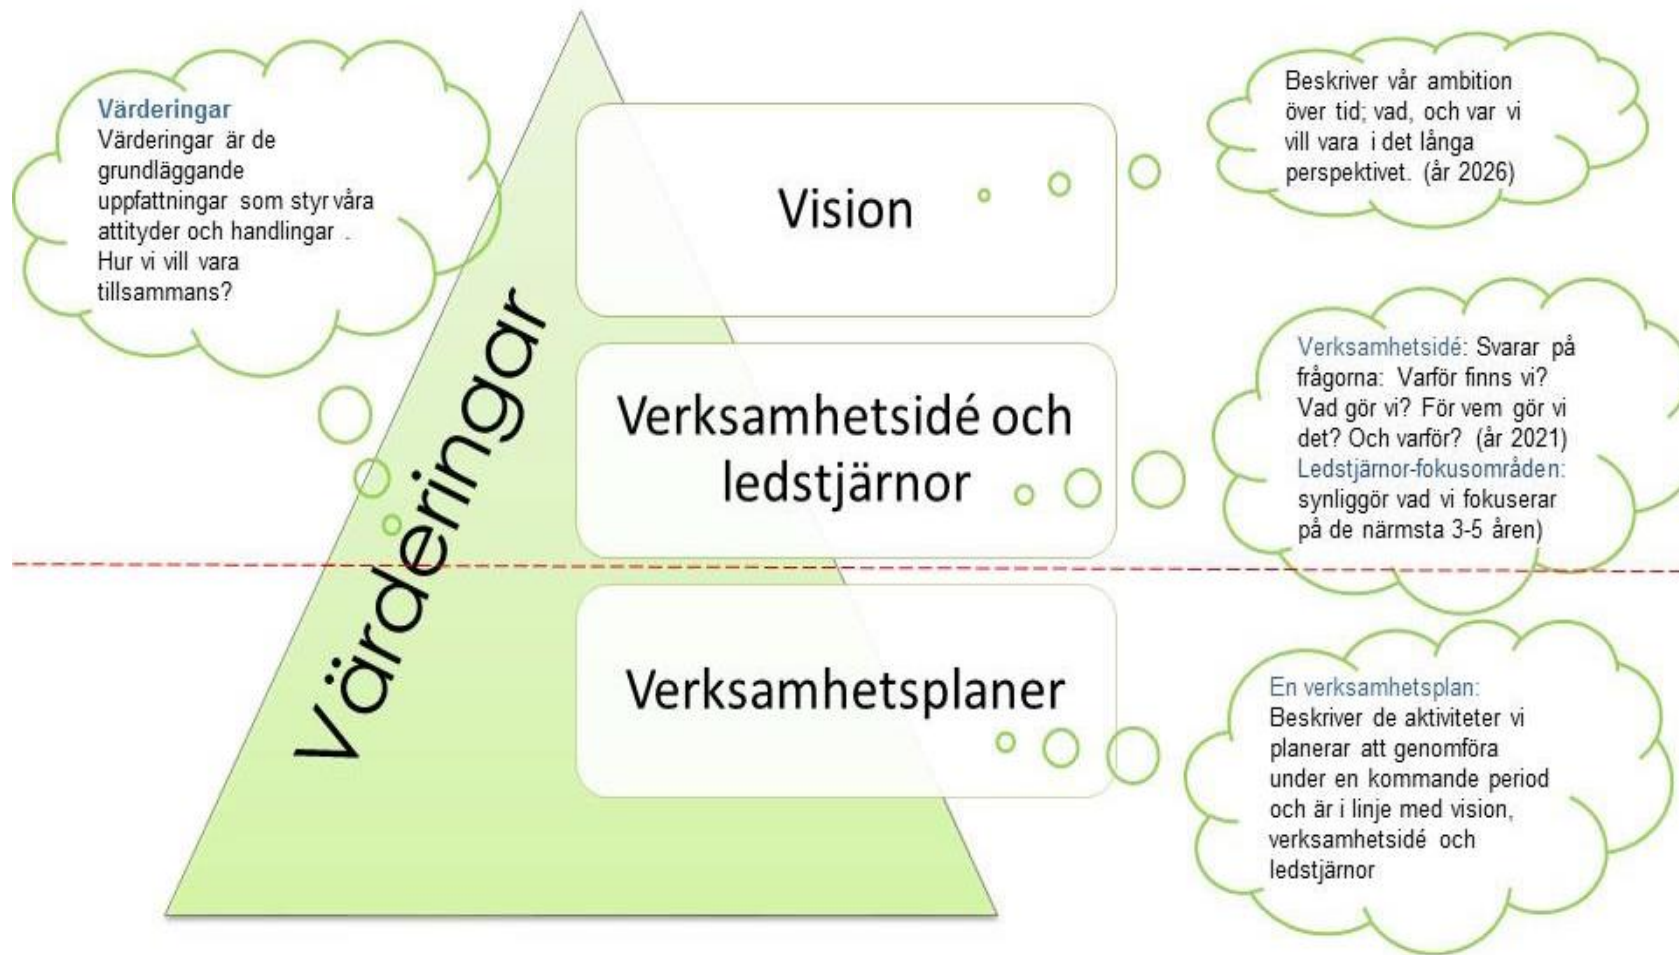 Värderingar
Värderingar är de
grundläggande
uppfattningar som styr våra
attityder och handlingar .
Hur vi vill vara
tillsammans?
Värderingar
Vision
Beskriver vår ambition
över tid; vad, och var vi
vill vara i det långa
perspektivet. (år 2026)
Verksamhetsidé och
ledstjärnor
Verksamhetsidé: Svarar på
frågorna: Varför finns vi?
Vad gör vi? För vem gör vi
det? Och varför? (år 2021)
Ledstjärnor-fokusområden:
synliggör vad vi fokuserar
på de närmsta 3-5 åren)
Verksamhetsplaner
En verksamhetsplan:
Beskriver de aktiviteter vi
planerar att genomföra
under en kommande period
och är i linje med vision,
verksamhetsidé och
ledstjärnor